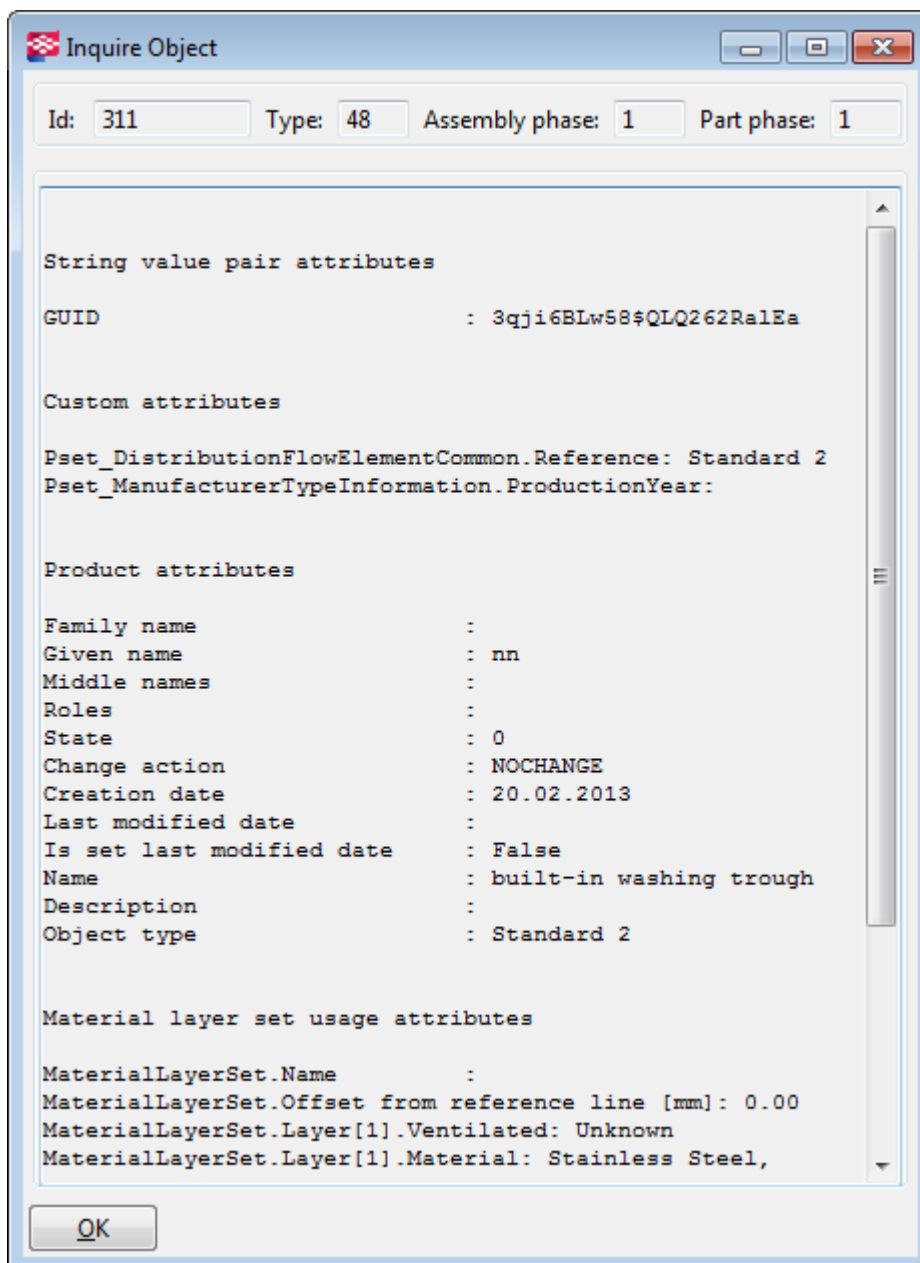 Inquire Object
Id: 311 Type: 48 Assembly phase: 1 Part phase: 1
String value pair attributes
GUID : 3qji6BLw58$QLQ262RalEa
Custom attributes
Pset_DistributionFlowElementCommon.Reference: Standard 2
Pset_ManufacturerTypeInformation.ProductionYear:
Product attributes
Family name :
Given name : nn
Middle names :
Roles :
State : 0
Change action : NOCHANGE
Creation date : 20.02.2013
Last modified date :
Is set last modified date : False
Name : built-in washing trough
Description :
Object type : Standard 2
Material layer set usage attributes
MaterialLayerSet.Name :
MaterialLayerSet.Offset from reference line [mm]: 0.00
MaterialLayerSet.Layer[1].Ventilated: Unknown
MaterialLayerSet.Layer[1].Material: Stainless Steel,
OK